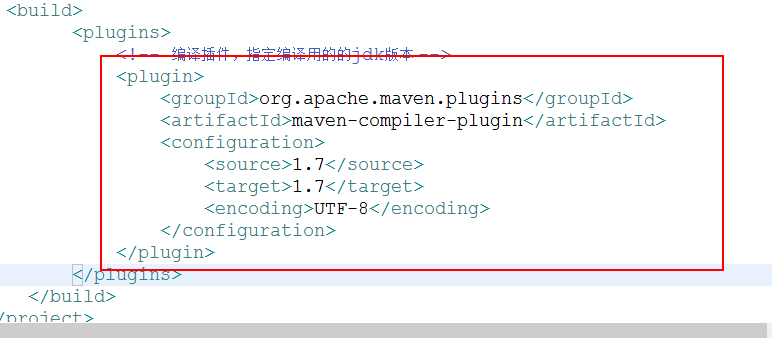 <build>
<plugins>
<!-- 编译插件，指定编译用的的jdk版本 -->
<plugin>
<groupId>org.apache.maven.plugins</groupId>
<artifactId>maven-compiler-plugin</artifactId>
<configuration>
<source>1.7</source>
<target>1.7</target>
<encoding>UTF-8</encoding>
</configuration>
</plugin>
</plugins>
</build>
/project>